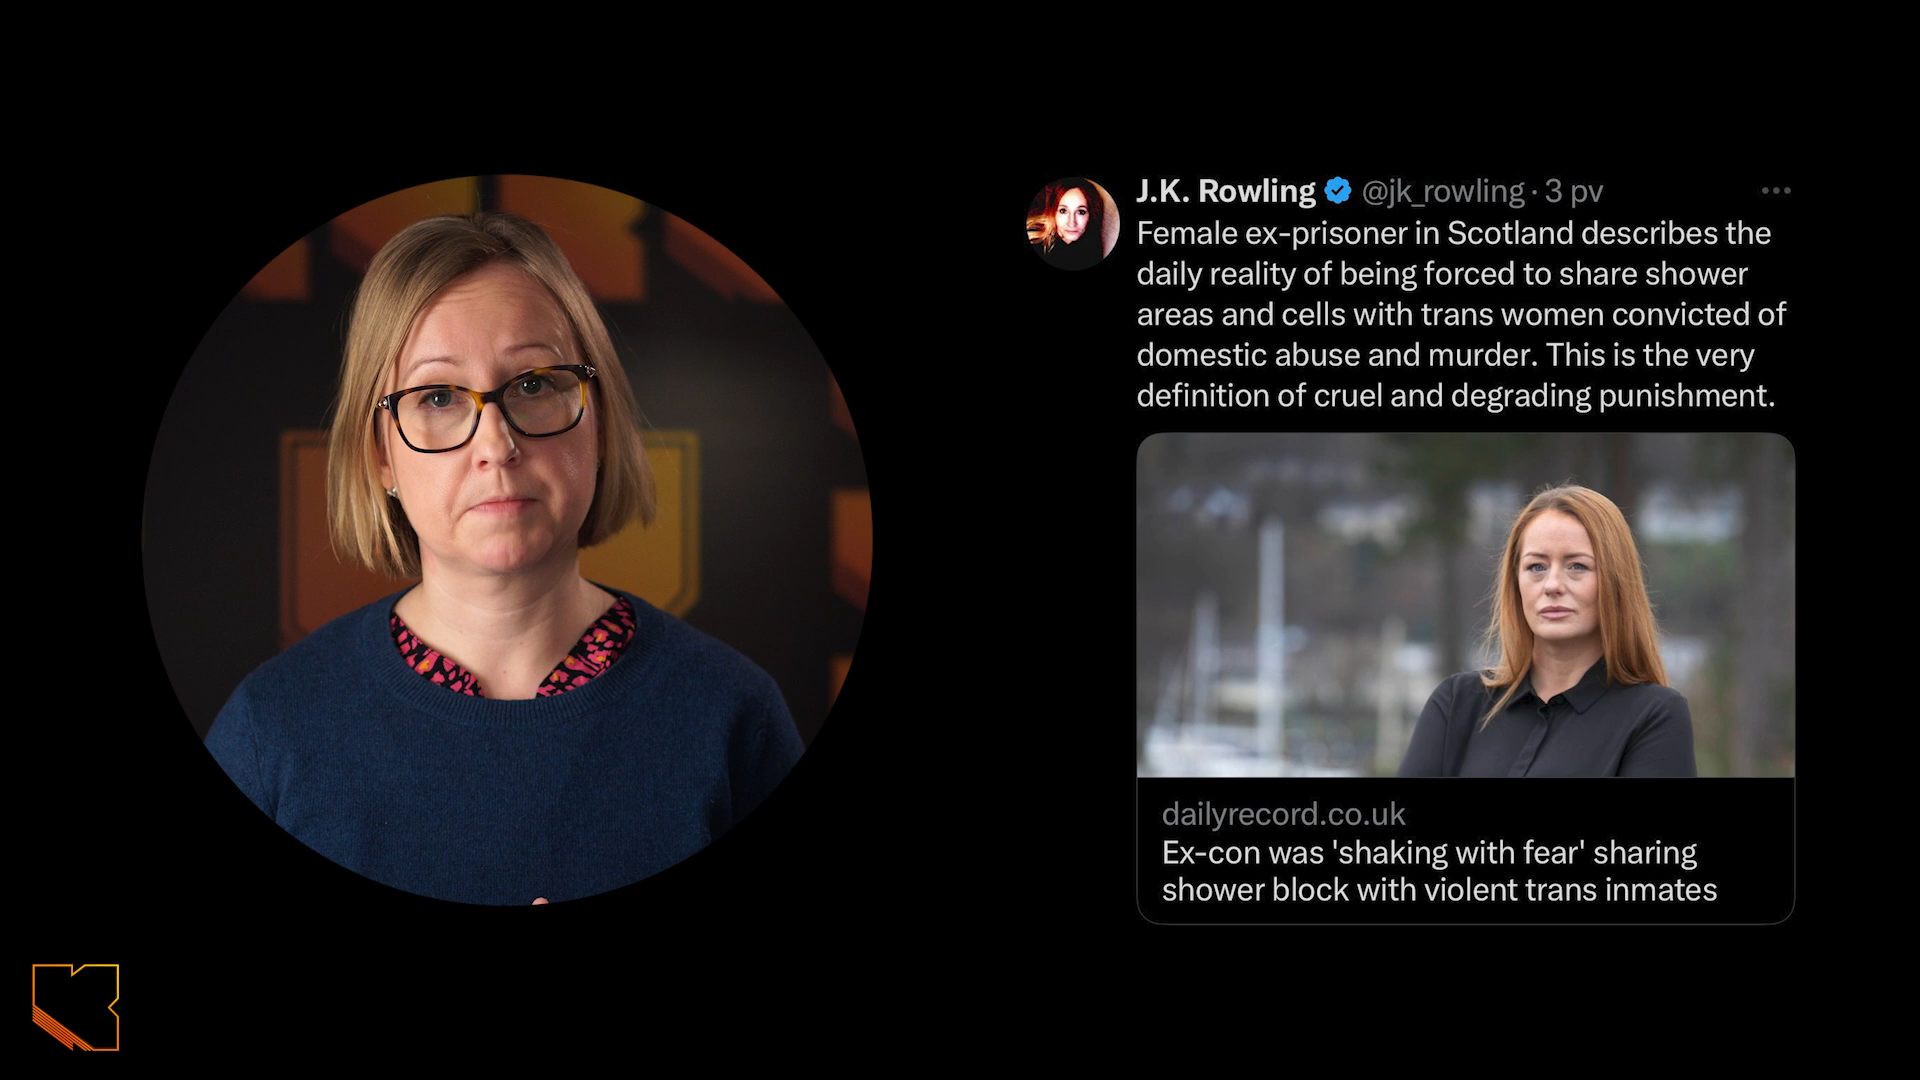 J.K. Rowling @jk_rowling · 3 pv
Female ex-prisoner in Scotland describes the
daily reality of being forced to share shower
areas and cells with trans women convicted of
domestic abuse and murder. This is the very
definition of cruel and degrading punishment.
dailyrecord.co.uk
Ex-con was 'shaking with fear' sharing
shower block with violent trans inmates